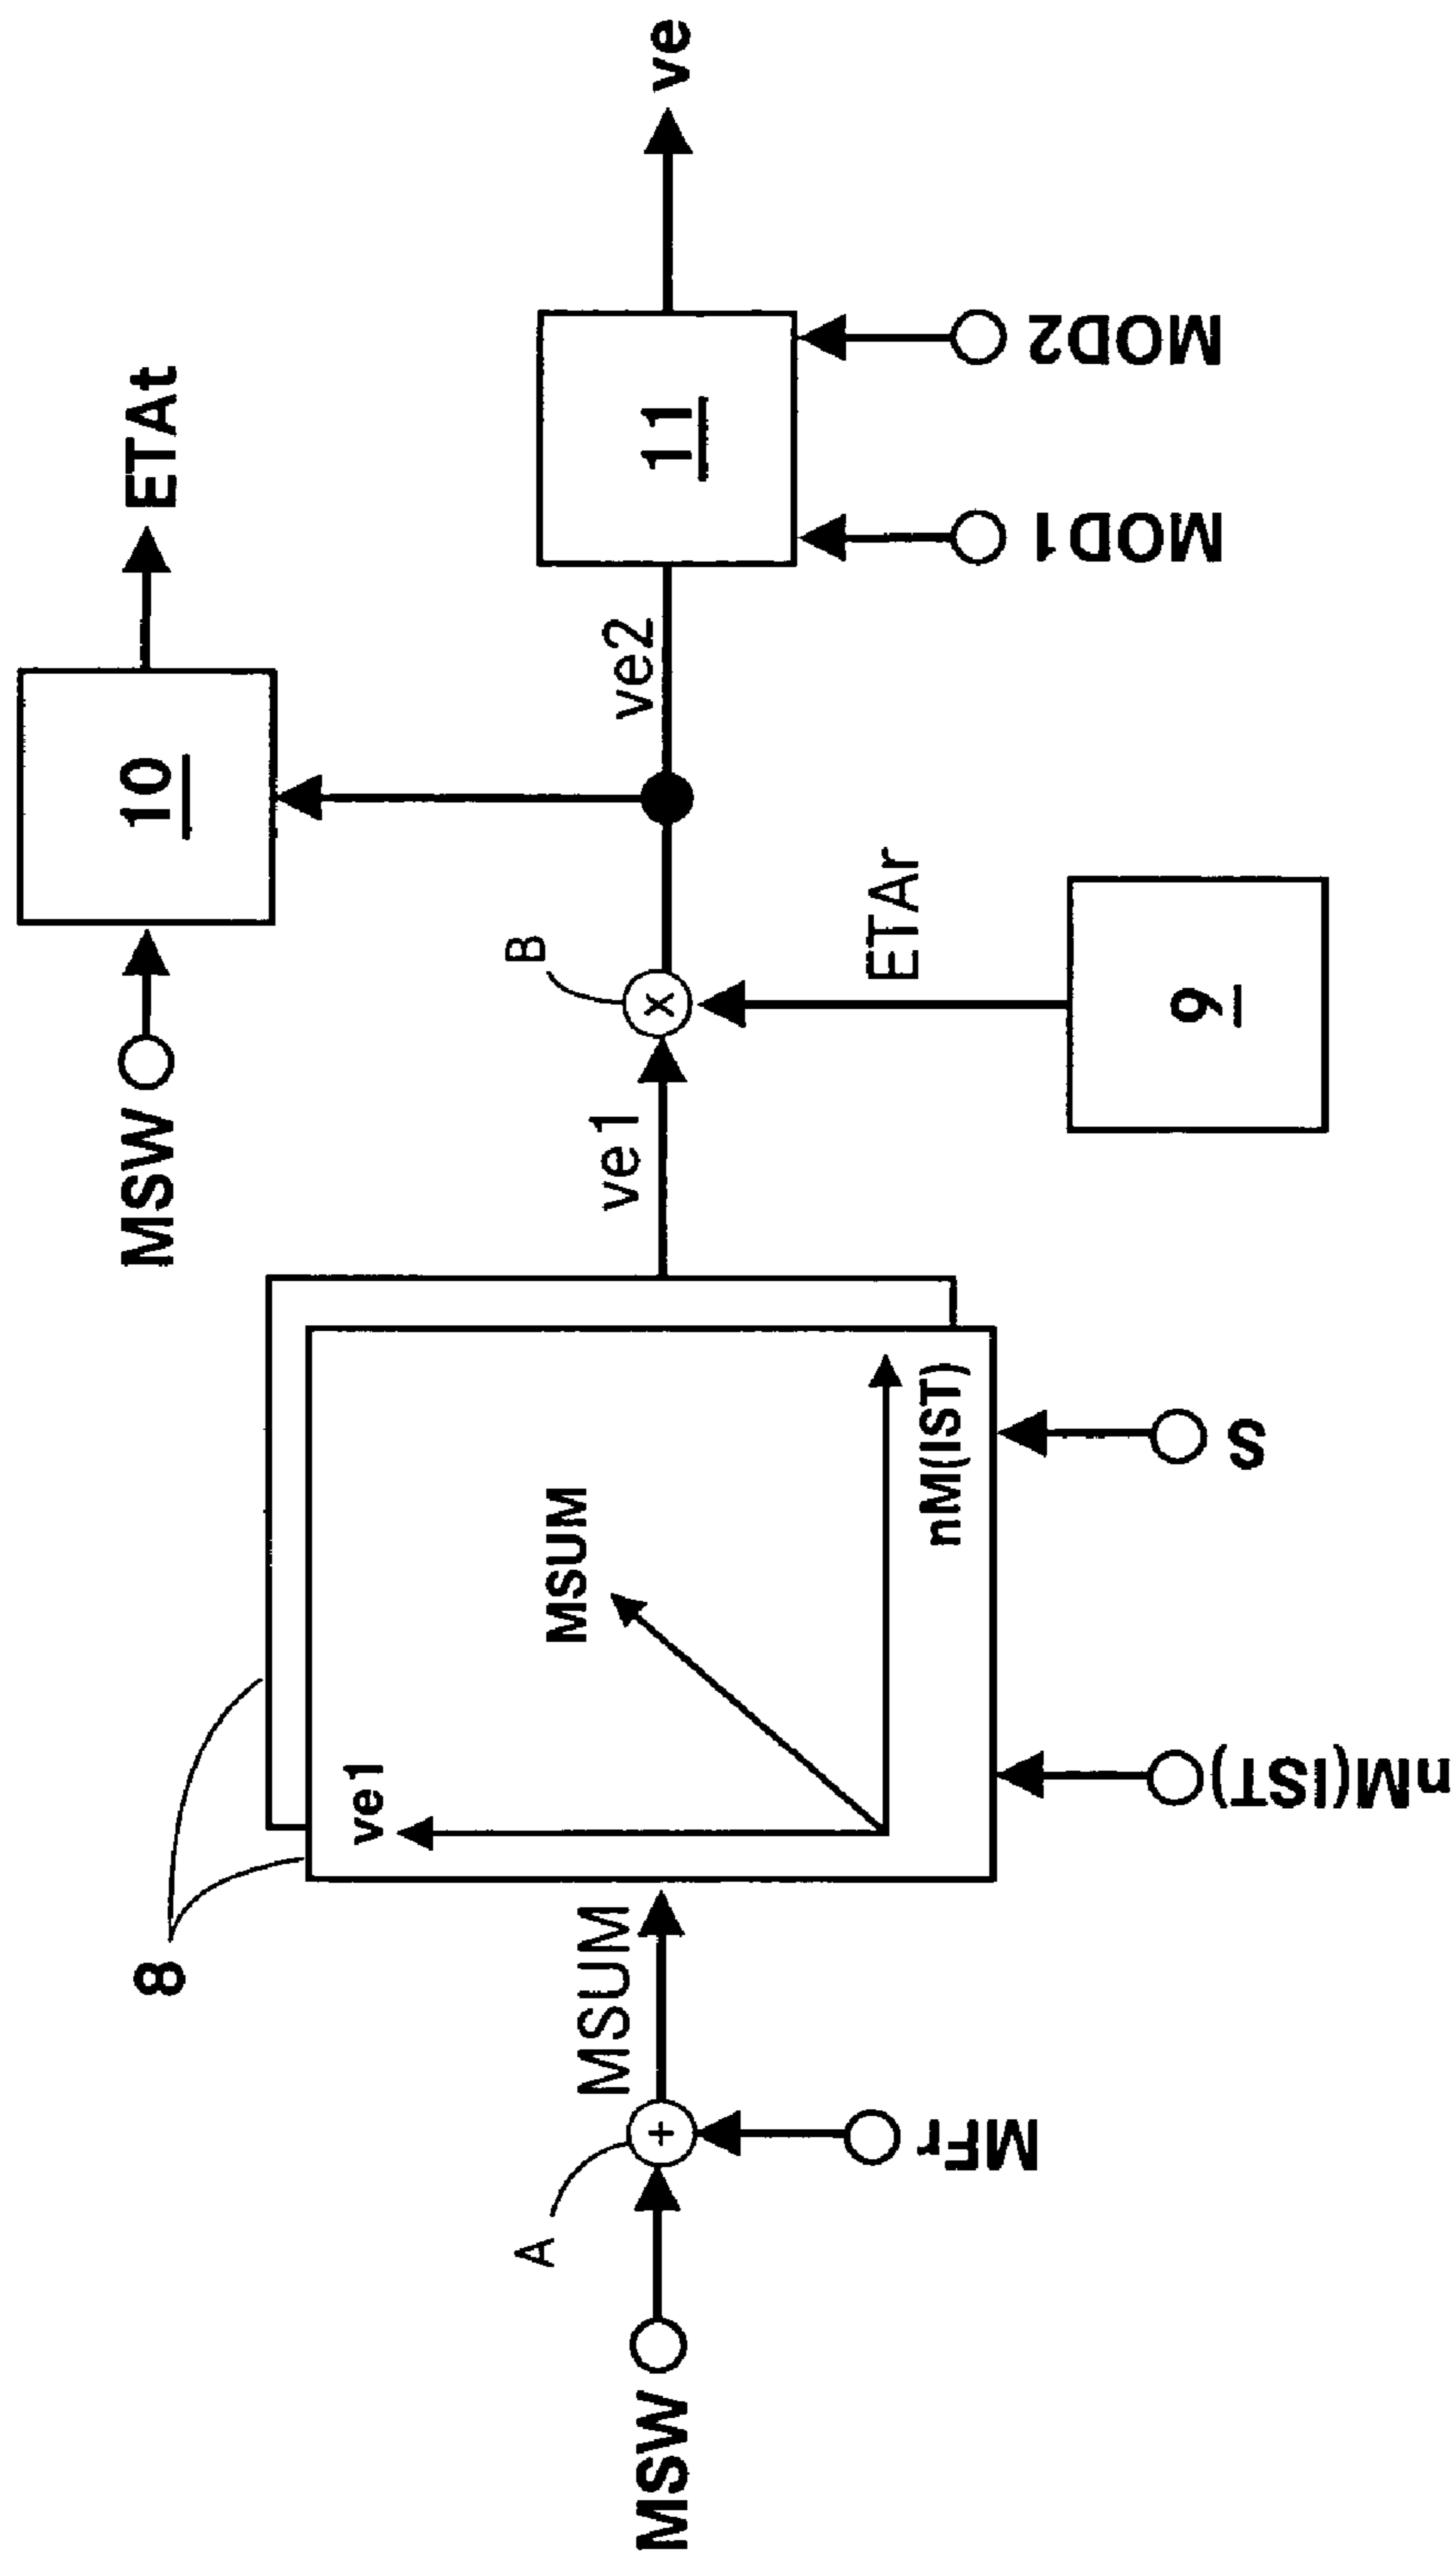 MSW
A
+
MFr
MSUM
8
ve1
MSUM
nM(IST)
nM(IST)
S
ve1
B
x
ETAr
9
MSW
10
ETAt
ve2
11
MOD1
MOD2
ve